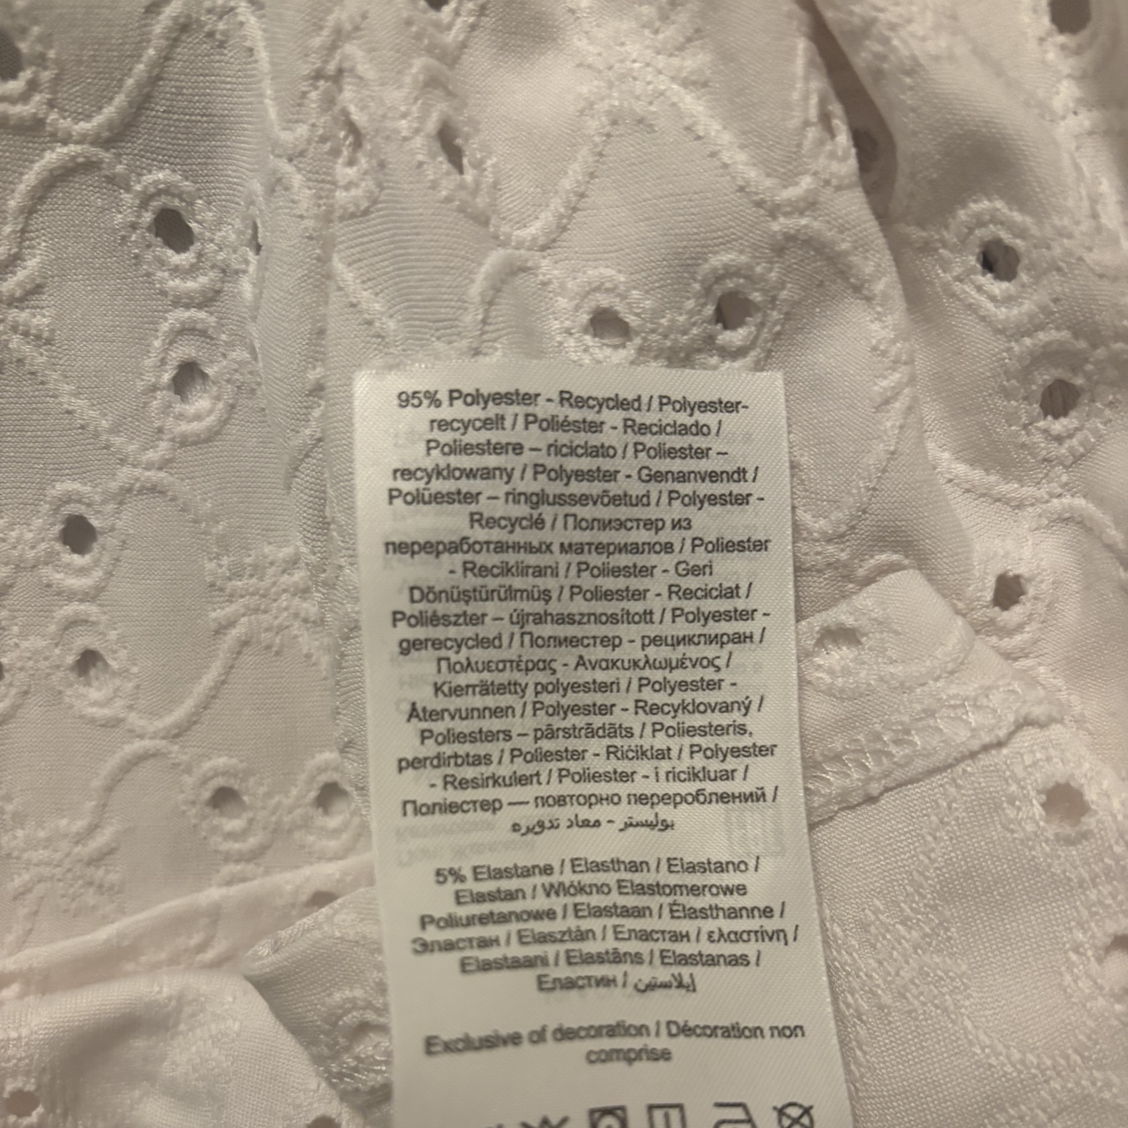 95% Polyester - Recycled / Polyester-
recycelt / Poliéster - Reciclado /
Poliestere – riciclato / Poliester –
recyklowany / Polyester - Genanvendt /
Polüester – ringlussevõetud / Polyester -
Recyclé / Полиэстер из
переработанных материалов / Poliester
- Reciklirani / Poliester - Geri
Dönüştürülmüş / Poliester - Reciclat /
Poliészter – újrahasznosított / Polyester -
gerecycled / Полиестер - рециклиран /
Πολυεστέρας - Ανακυκλωμένος /
Kierrätetty polyesteri / Polyester -
Återvunnen / Polyester - Recyklovaný /
Poliesters – pārstrādāts / Poliesteris,
perdirbtas / Poliester - Riċiklat / Polyester
- Resirkulert / Poliester - i ricikluar /
Поліестер — повторно перероблений /
بوليستر - معاد تدويره
5% Elastane / Elasthan / Elastano /
Elastan / Włókno Elastomerowe
Poliuretanowe / Elastaan / Élasthanne /
Эластан / Elasztán / Еластан / ελαστίνη /
Elastaani / Elastāns / Elastanas /
Еластин / إيلاستين
Exclusive of decoration / Décoration non
comprise